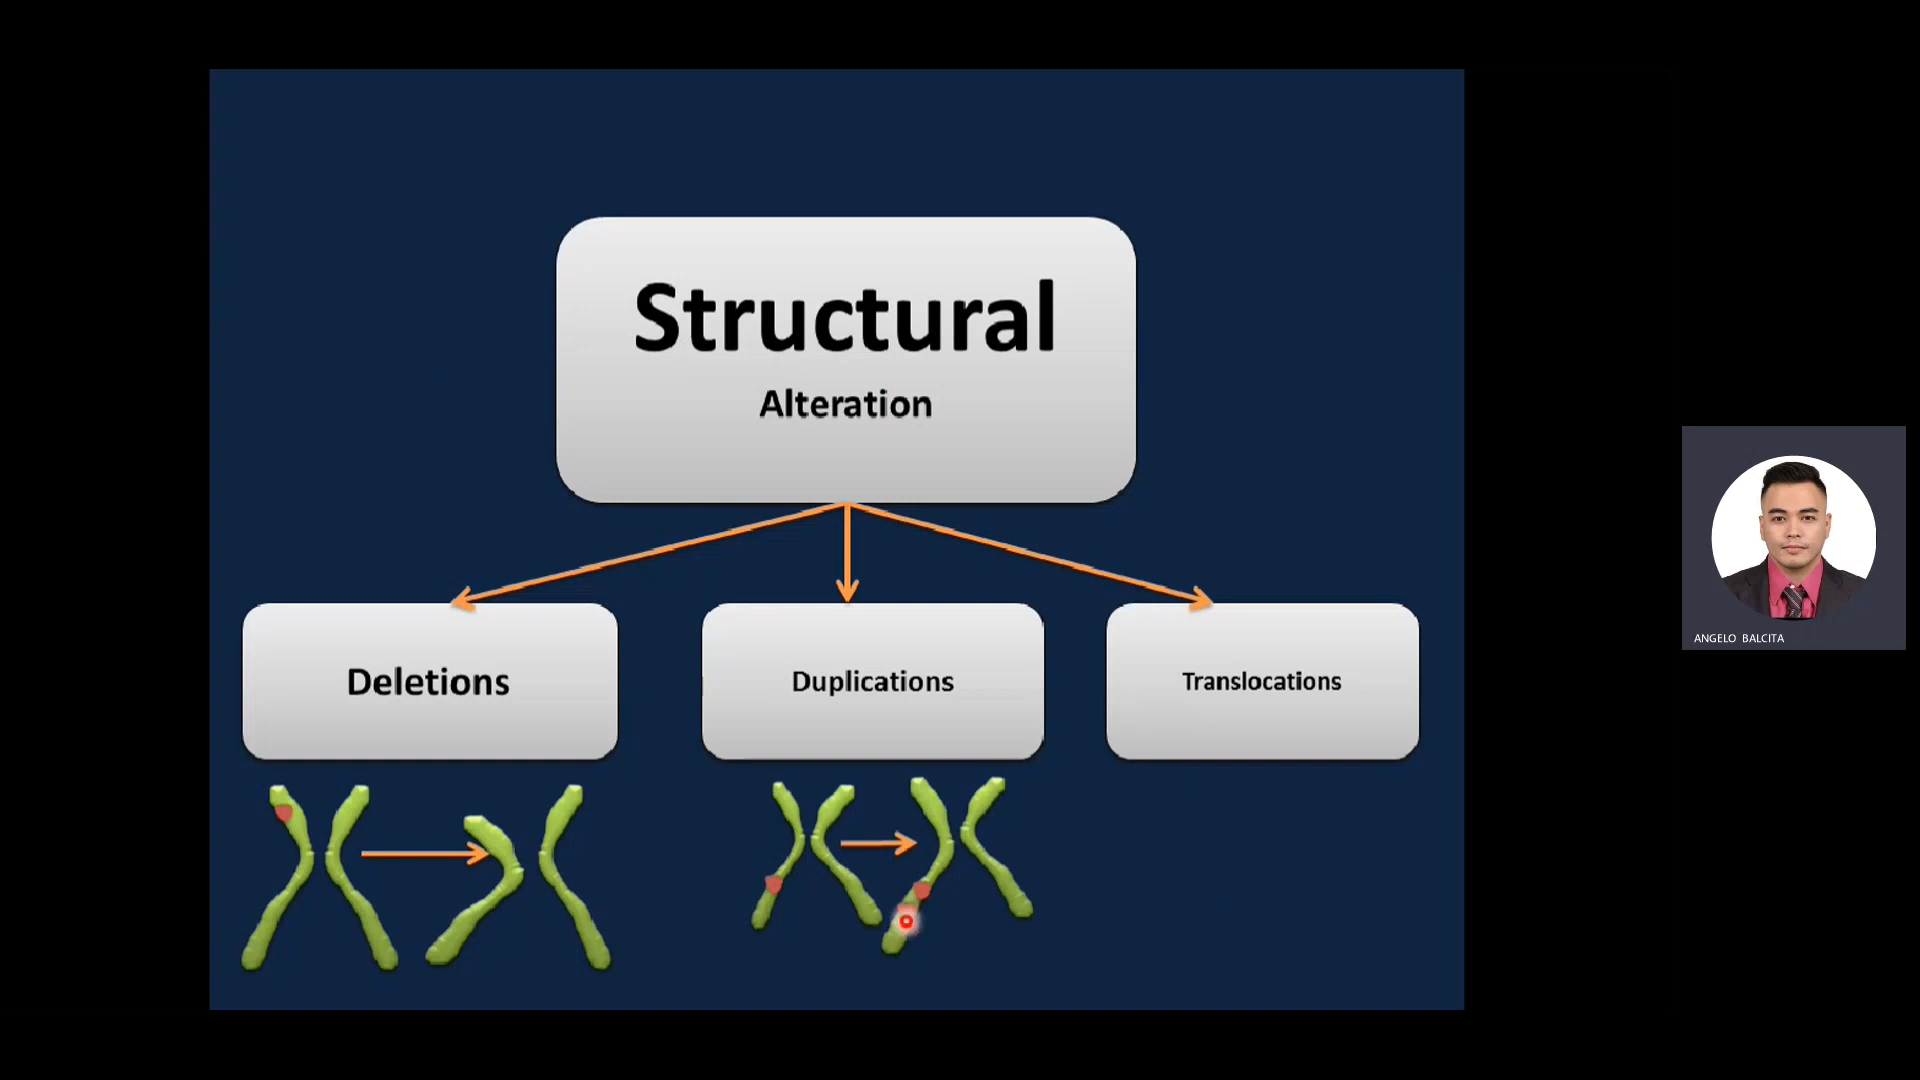 Structural
Alteration
Deletions
Duplications
Translocations
ANGELO BALCITA